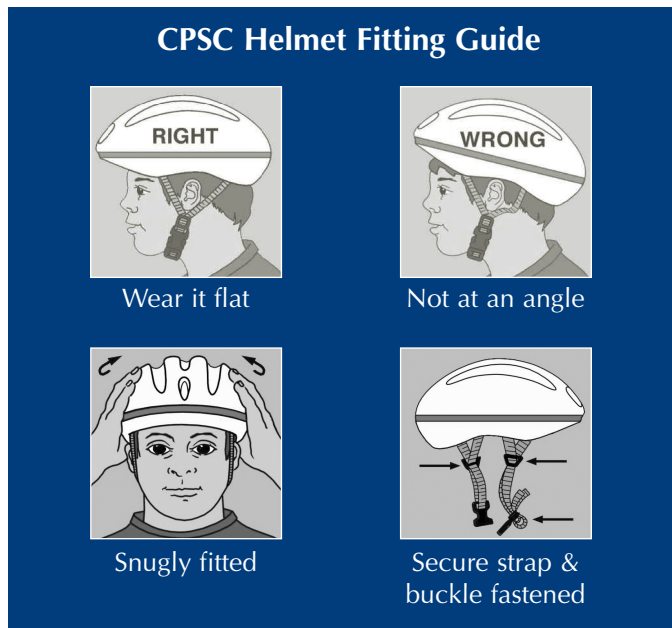 CPSC Helmet Fitting Guide
RIGHT
WRONG
Wear it flat
Not at an angle
Snugly fitted
Secure strap &
buckle fastened